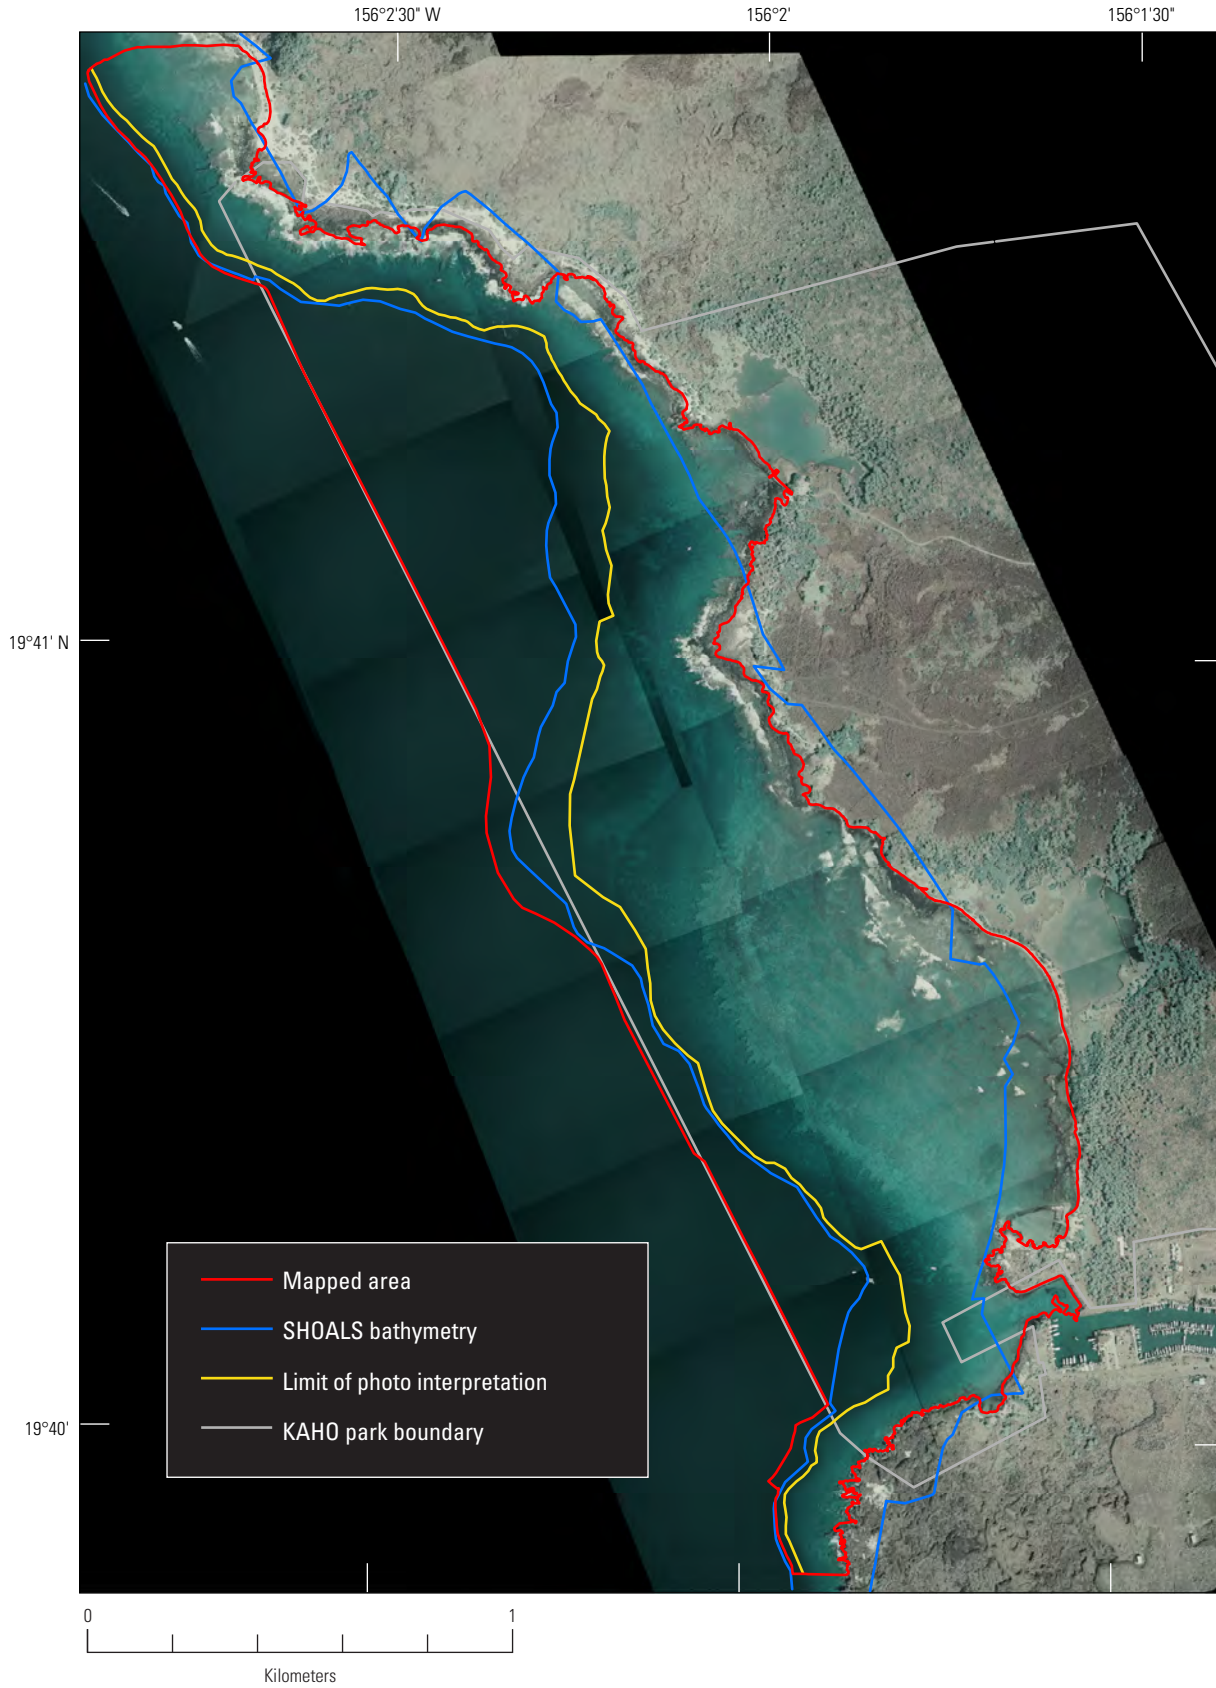 156°2'30" W
156°2'
156°1'30"
19°41' N
19°40'
Mapped area
SHOALS bathymetry
Limit of photo interpretation
KAHO park boundary
0
1
Kilometers